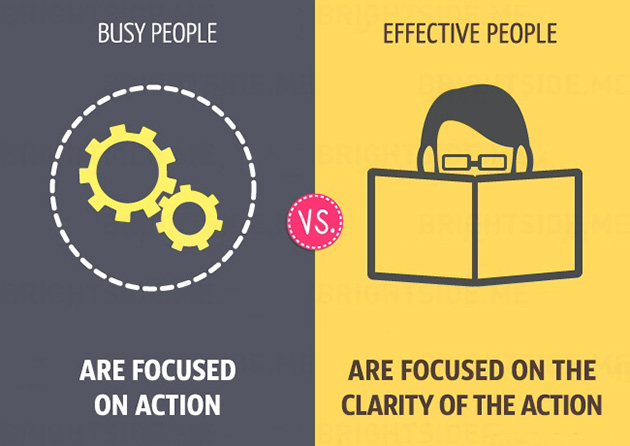 BUSY PEOPLE
EFFECTIVE PEOPLE
VS.
ARE FOCUSED
ON ACTION
ARE FOCUSED ON THE
CLARITY OF THE ACTION
BRIGHTSIDE.ME